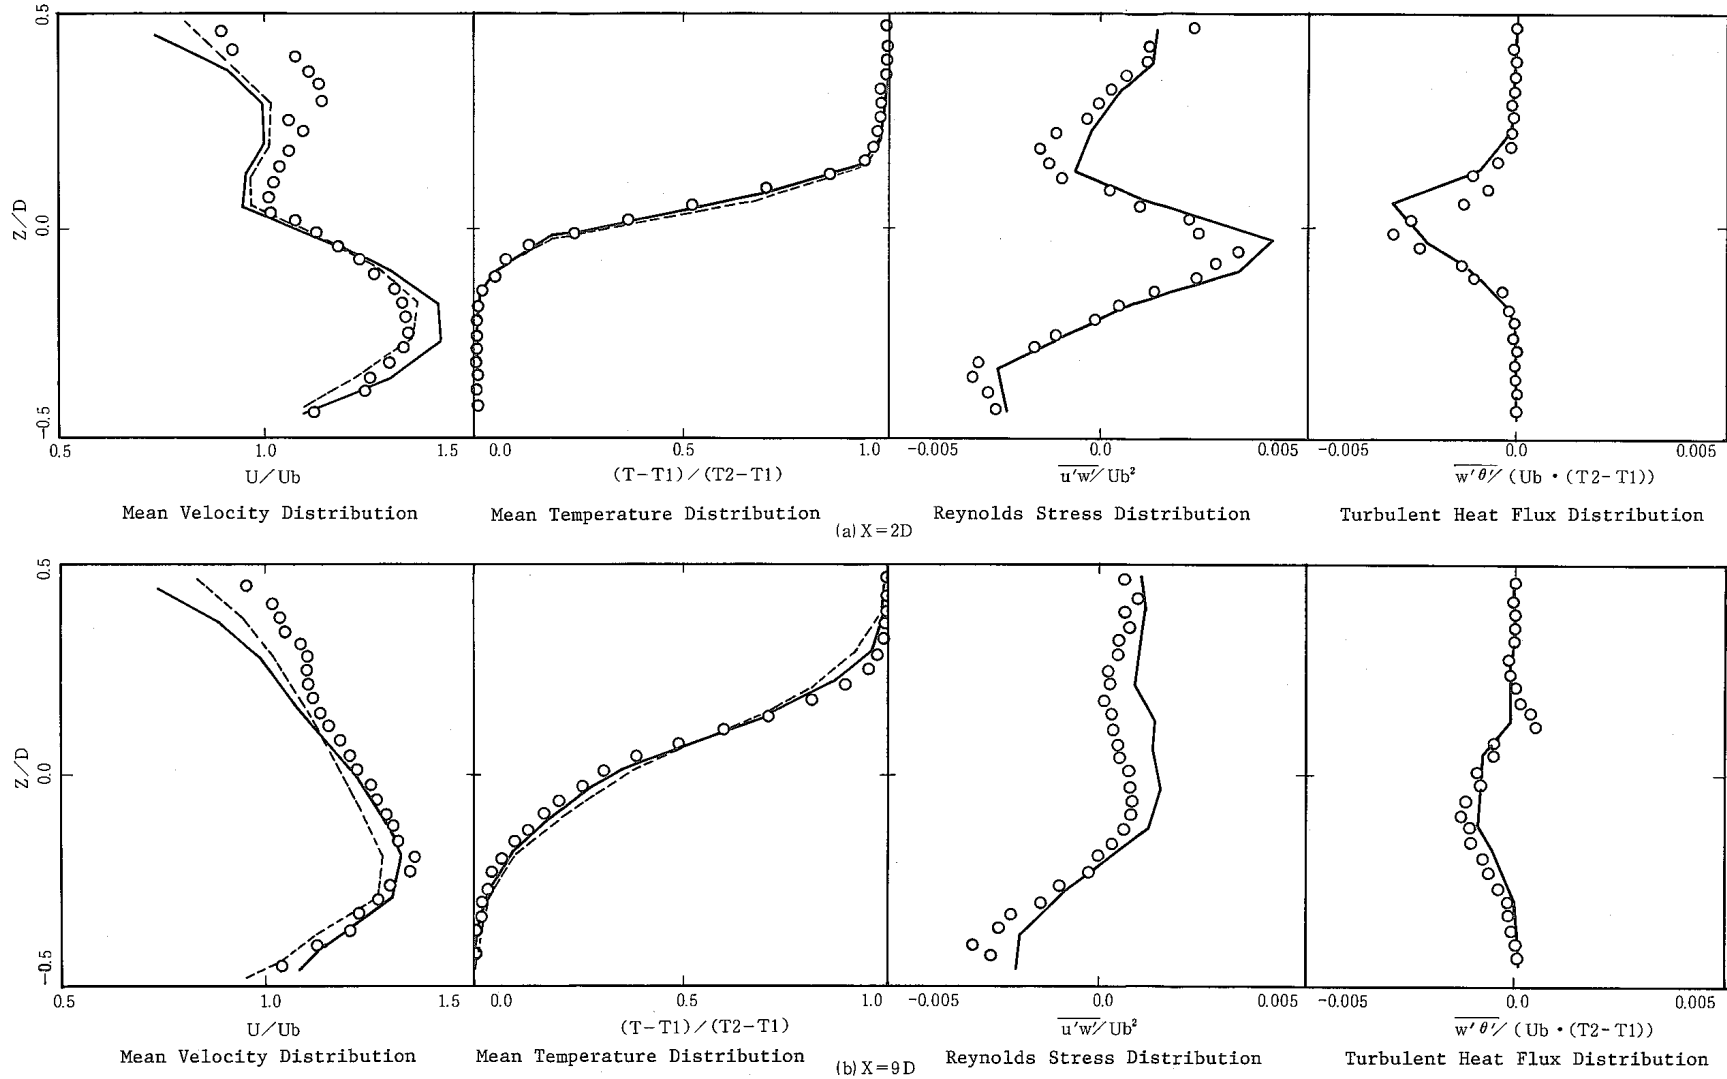 0.5
Z/D
0.0
-0.5
0.5 1.0 1.5 0.0 0.5 1.0 -0.005 0.0 0.005 -0.005 0.0 0.005
U/Ub (T-T1)/(T2-T1) u'w'/Ub² w'θ'/(Ub・(T2-T1))
Mean Velocity Distribution Mean Temperature Distribution Reynolds Stress Distribution Turbulent Heat Flux Distribution
(a) X=2D
0.5
Z/D
0.0
-0.5
0.5 1.0 1.5 0.0 0.5 1.0 -0.005 0.0 0.005 -0.005 0.0 0.005
U/Ub (T-T1)/(T2-T1) u'w'/Ub² w'θ'/(Ub・(T2-T1))
Mean Velocity Distribution Mean Temperature Distribution Reynolds Stress Distribution Turbulent Heat Flux Distribution
(b) X=9D